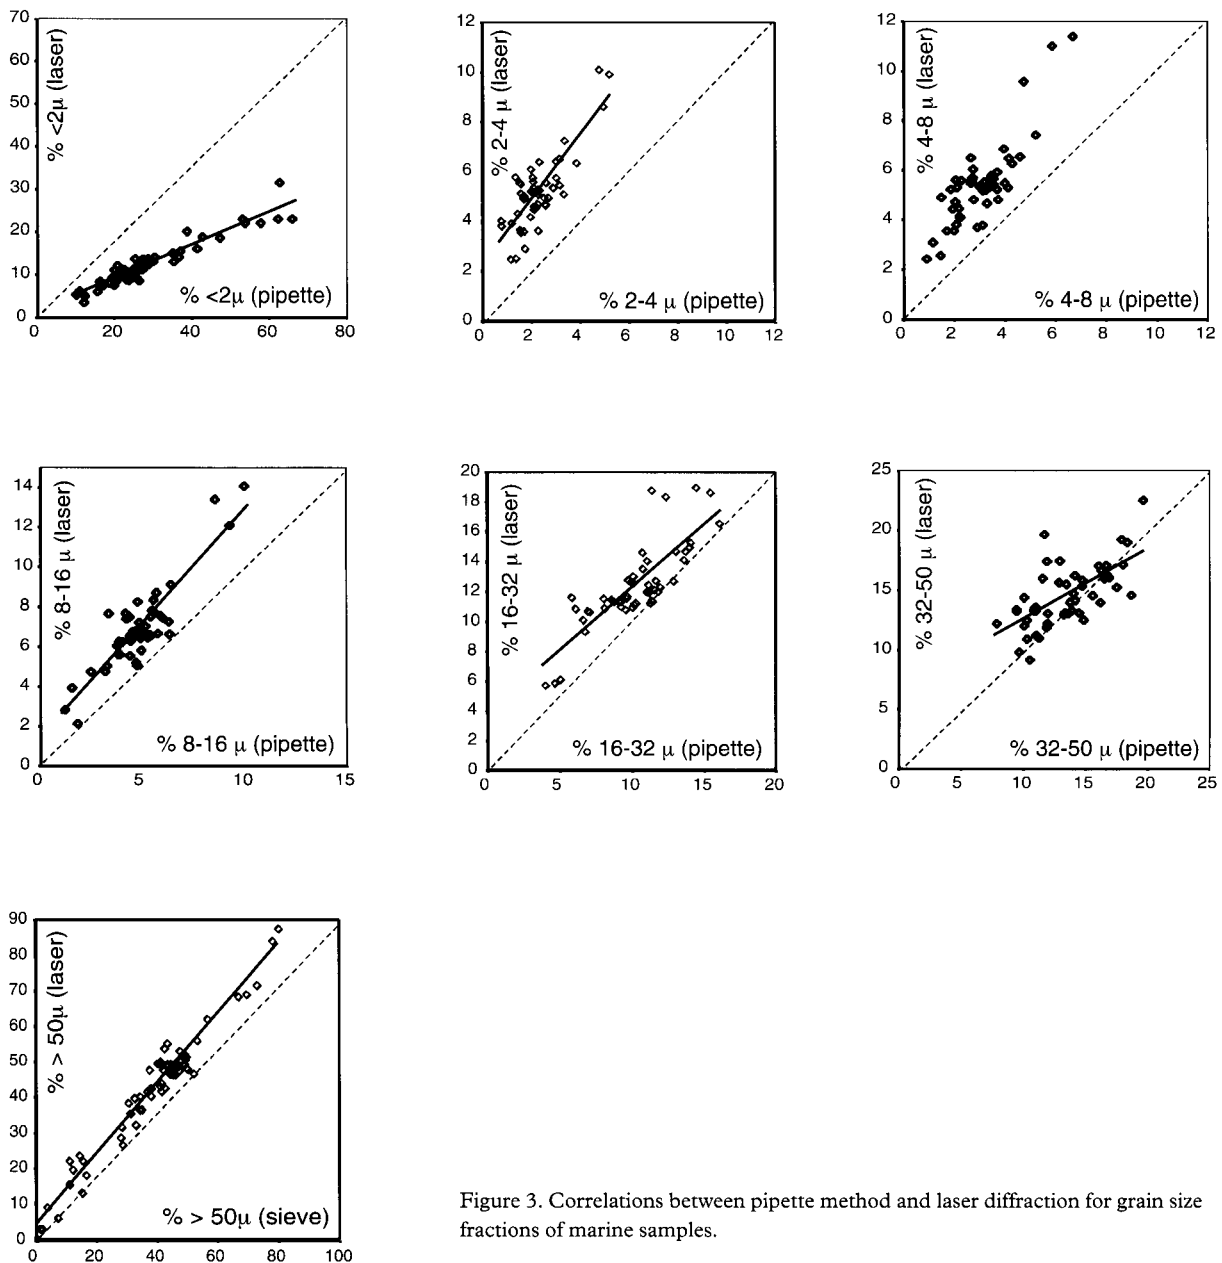 70
60
50
40
30
20
10
0
% <2μ (laser)
% <2μ (pipette)
0 20 40 60 80
12
10
8
6
4
2
0
% 2-4 μ (laser)
% 2-4 μ (pipette)
0 2 4 6 8 10 12
12
10
8
6
4
2
0
% 4-8 μ (laser)
% 4-8 μ (pipette)
0 2 4 6 8 10 12
14
12
10
8
6
4
2
0
% 8-16 μ (laser)
% 8-16 μ (pipette)
0 5 10 15
20
18
16
14
12
10
8
6
4
2
0
% 16-32 μ (laser)
% 16-32 μ (pipette)
0 5 10 15 20
25
20
15
10
5
0
% 32-50 μ (laser)
% 32-50 μ (pipette)
0 5 10 15 20 25
90
80
70
60
50
40
30
20
10
0
% > 50μ (laser)
% > 50μ (sieve)
0 20 40 60 80 100
Figure 3. Correlations between pipette method and laser diffraction for grain size
fractions of marine samples.